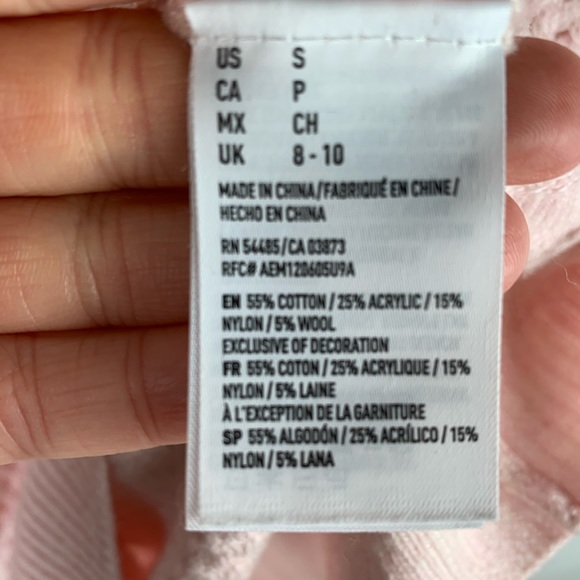 US S
CA P
MX CH
UK 8 - 10
MADE IN CHINA/FABRIQUÉ EN CHINE/
HECHO EN CHINA
RN 54485/CA 03873
RFC# AEM120605U9A
EN 55% COTTON / 25% ACRYLIC / 15%
NYLON / 5% WOOL
EXCLUSIVE OF DECORATION
FR 55% COTON / 25% ACRYLIQUE / 15%
NYLON / 5% LAINE
À L'EXCEPTION DE LA GARNITURE
SP 55% ALGODÓN / 25% ACRÍLICO / 15%
NYLON / 5% LANA